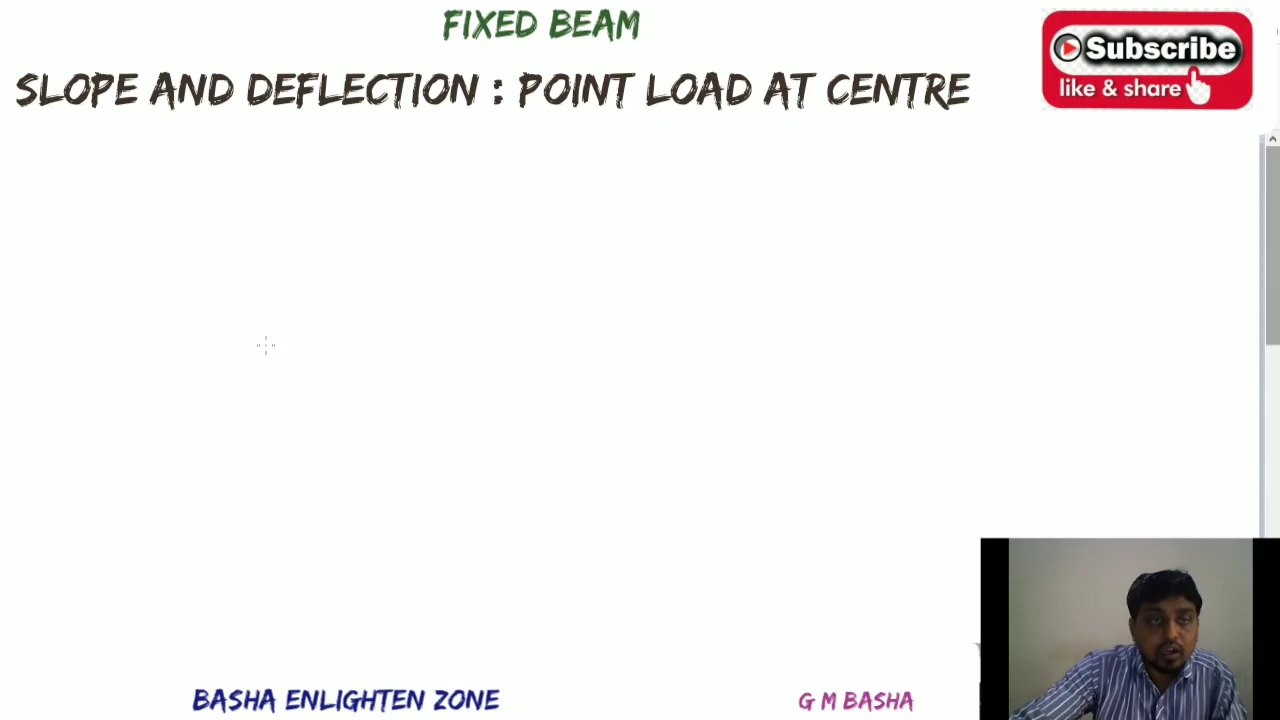 FIXED BEAM
SLOPE AND DEFLECTION : POINT LOAD AT CENTRE
Subscribe
like & share
BASHA ENLIGHTEN ZONE
G M BASHA